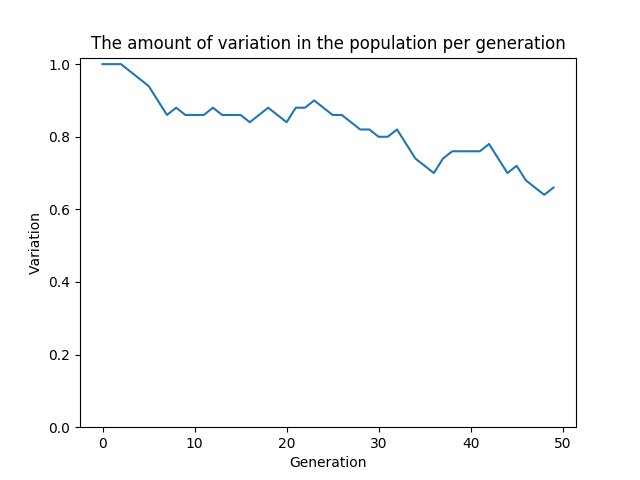 The amount of variation in the population per generation
1.0
0.8
0.6
0.4
0.2
0.0
Variation
0 10 20 30 40 50
Generation